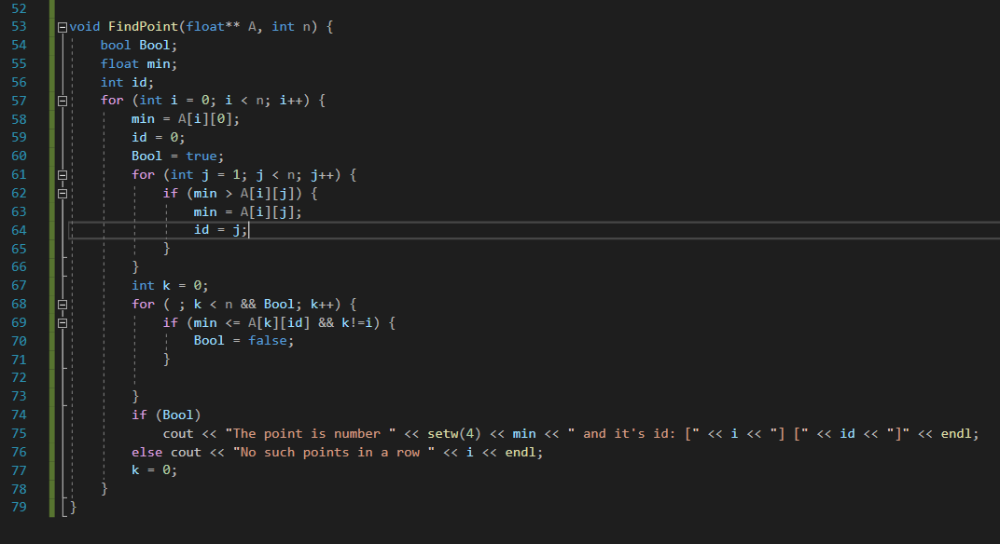 52
53 void FindPoint(float** A, int n) {
54 bool Bool;
55 float min;
56 int id;
57 for (int i = 0; i < n; i++) {
58 min = A[i][0];
59 id = 0;
60 Bool = true;
61 for (int j = 1; j < n; j++) {
62 if (min > A[i][j]) {
63 min = A[i][j];
64 id = j;
65 }
66 }
67 int k = 0;
68 for ( ; k < n && Bool; k++) {
69 if (min <= A[k][id] && k!=i) {
70 Bool = false;
71 }
72
73 }
74 if (Bool)
75 cout << "The point is number " << setw(4) << min << " and it's id: [" << i << "] [" << id << "]" << endl;
76 else cout << "No such points in a row " << i << endl;
77 k = 0;
78 }
79 }